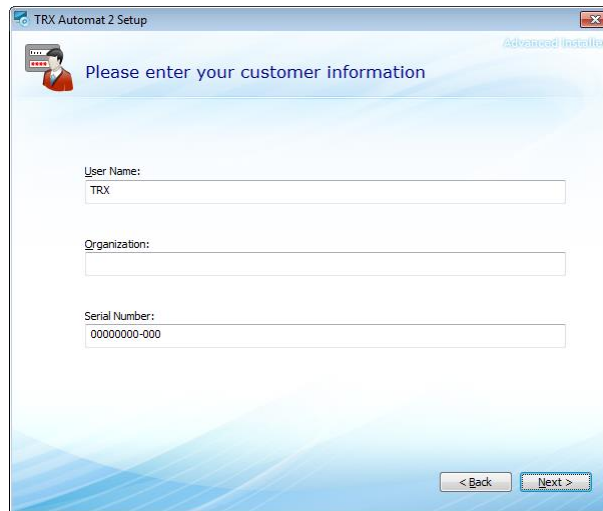 TRX Automat 2 Setup
Advanced Installer
Please enter your customer information
User Name:
TRX
Organization:
Serial Number:
00000000-000
< Back
Next >